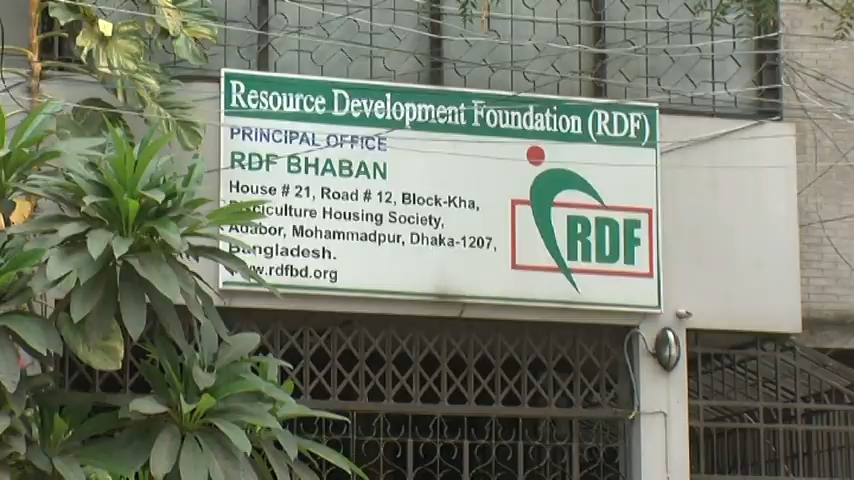 Resource Development Foundation (RDF)
PRINCIPAL OFFICE
RDF BHABAN
House # 21, Road # 12, Block-Kha,
Housing Society,
Adabor, Mohammadpur, Dhaka-1207,
Bangladesh.
www.rdfbd.org
RDF